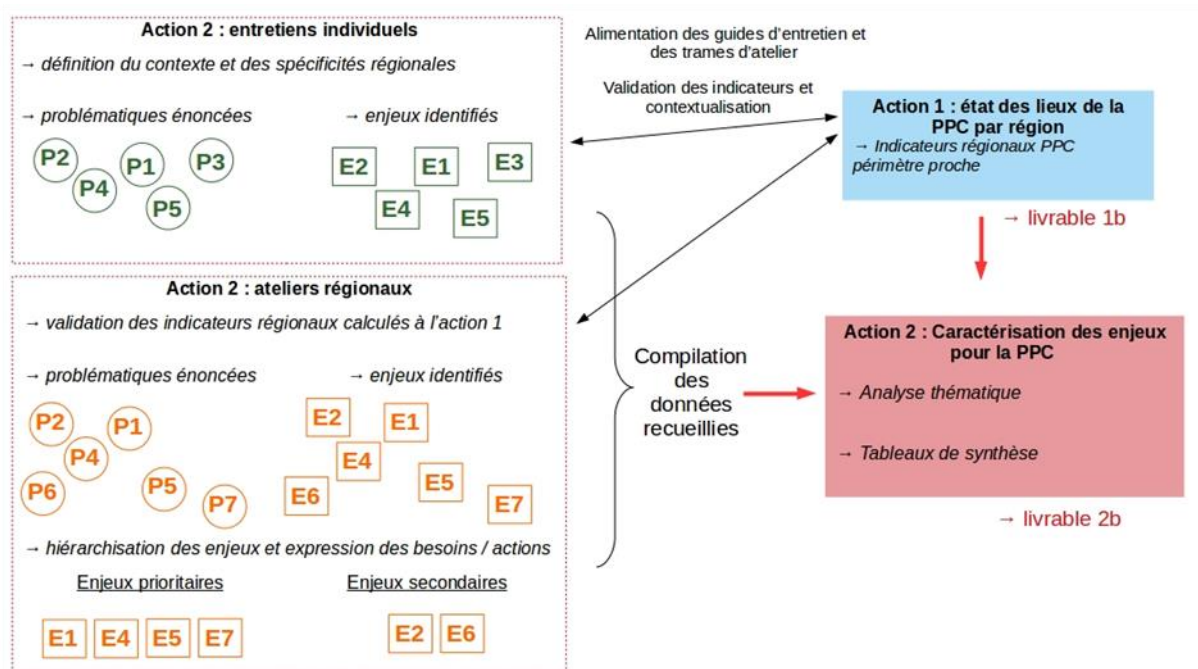 Action 2 : entretiens individuels
→ définition du contexte et des spécificités régionales
→ problématiques énoncées
→ enjeux identifiés
P2
P1
P3
P4
P5
E2
E1
E3
E4
E5
Alimentation des guides d'entretien et
des trames d'atelier
Validation des indicateurs et
contextualisation
Action 1 : état des lieux de la
PPC par région
→ Indicateurs régionaux PPC
périmètre proche
→ livrable 1b
Action 2 : ateliers régionaux
→ validation des indicateurs régionaux calculés à l'action 1
→ problématiques énoncées
→ enjeux identifiés
P2
P1
P4
P6
P5
P7
E2
E1
E4
E6
E5
E7
→ hiérarchisation des enjeux et expression des besoins / actions
Enjeux prioritaires
Enjeux secondaires
E1 E4 E5 E7
E2 E6
Compilation
des
données
recueillies
Action 2 : Caractérisation des enjeux
pour la PPC
→ Analyse thématique
→ Tableaux de synthèse
→ livrable 2b